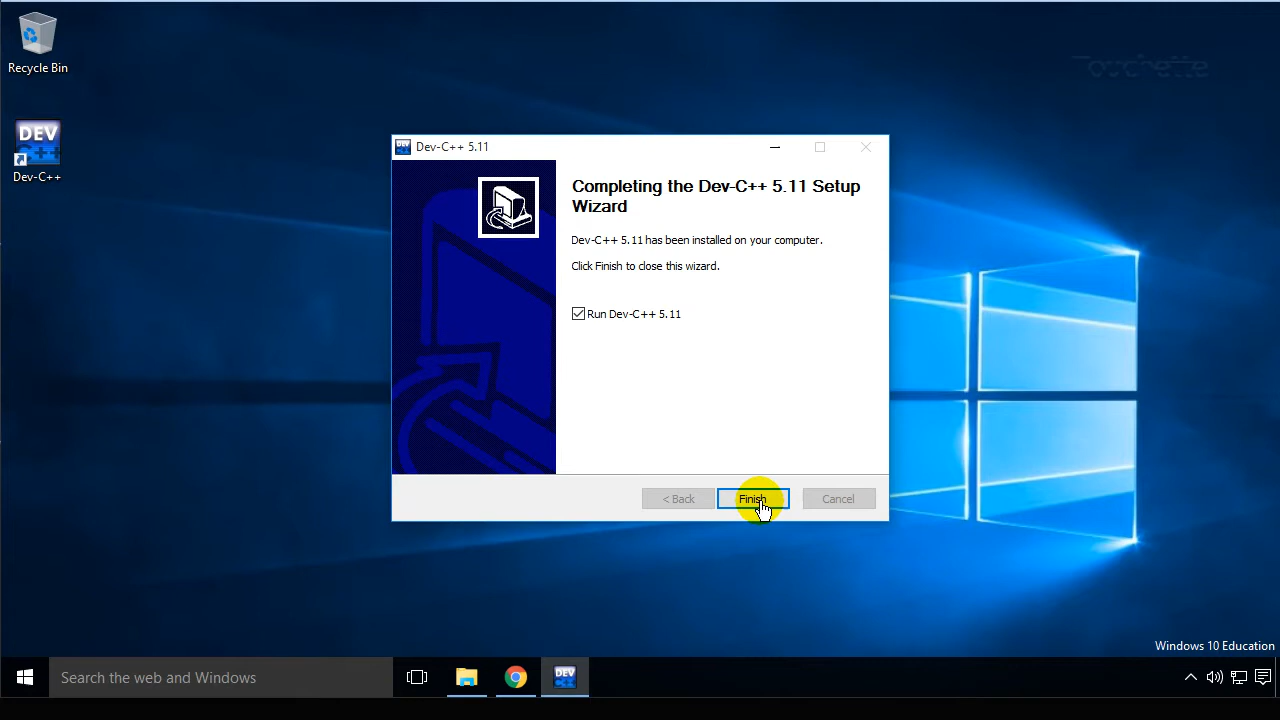 Touchette
Recycle Bin
DEV
C++
Dev-C++
Dev-C++ 5.11
Completing the Dev-C++ 5.11 Setup
Wizard
Dev-C++ 5.11 has been installed on your computer.
Click Finish to close this wizard.
Run Dev-C++ 5.11
< Back
Finish
Cancel
Windows 10 Education
Search the web and Windows
DEV
C++